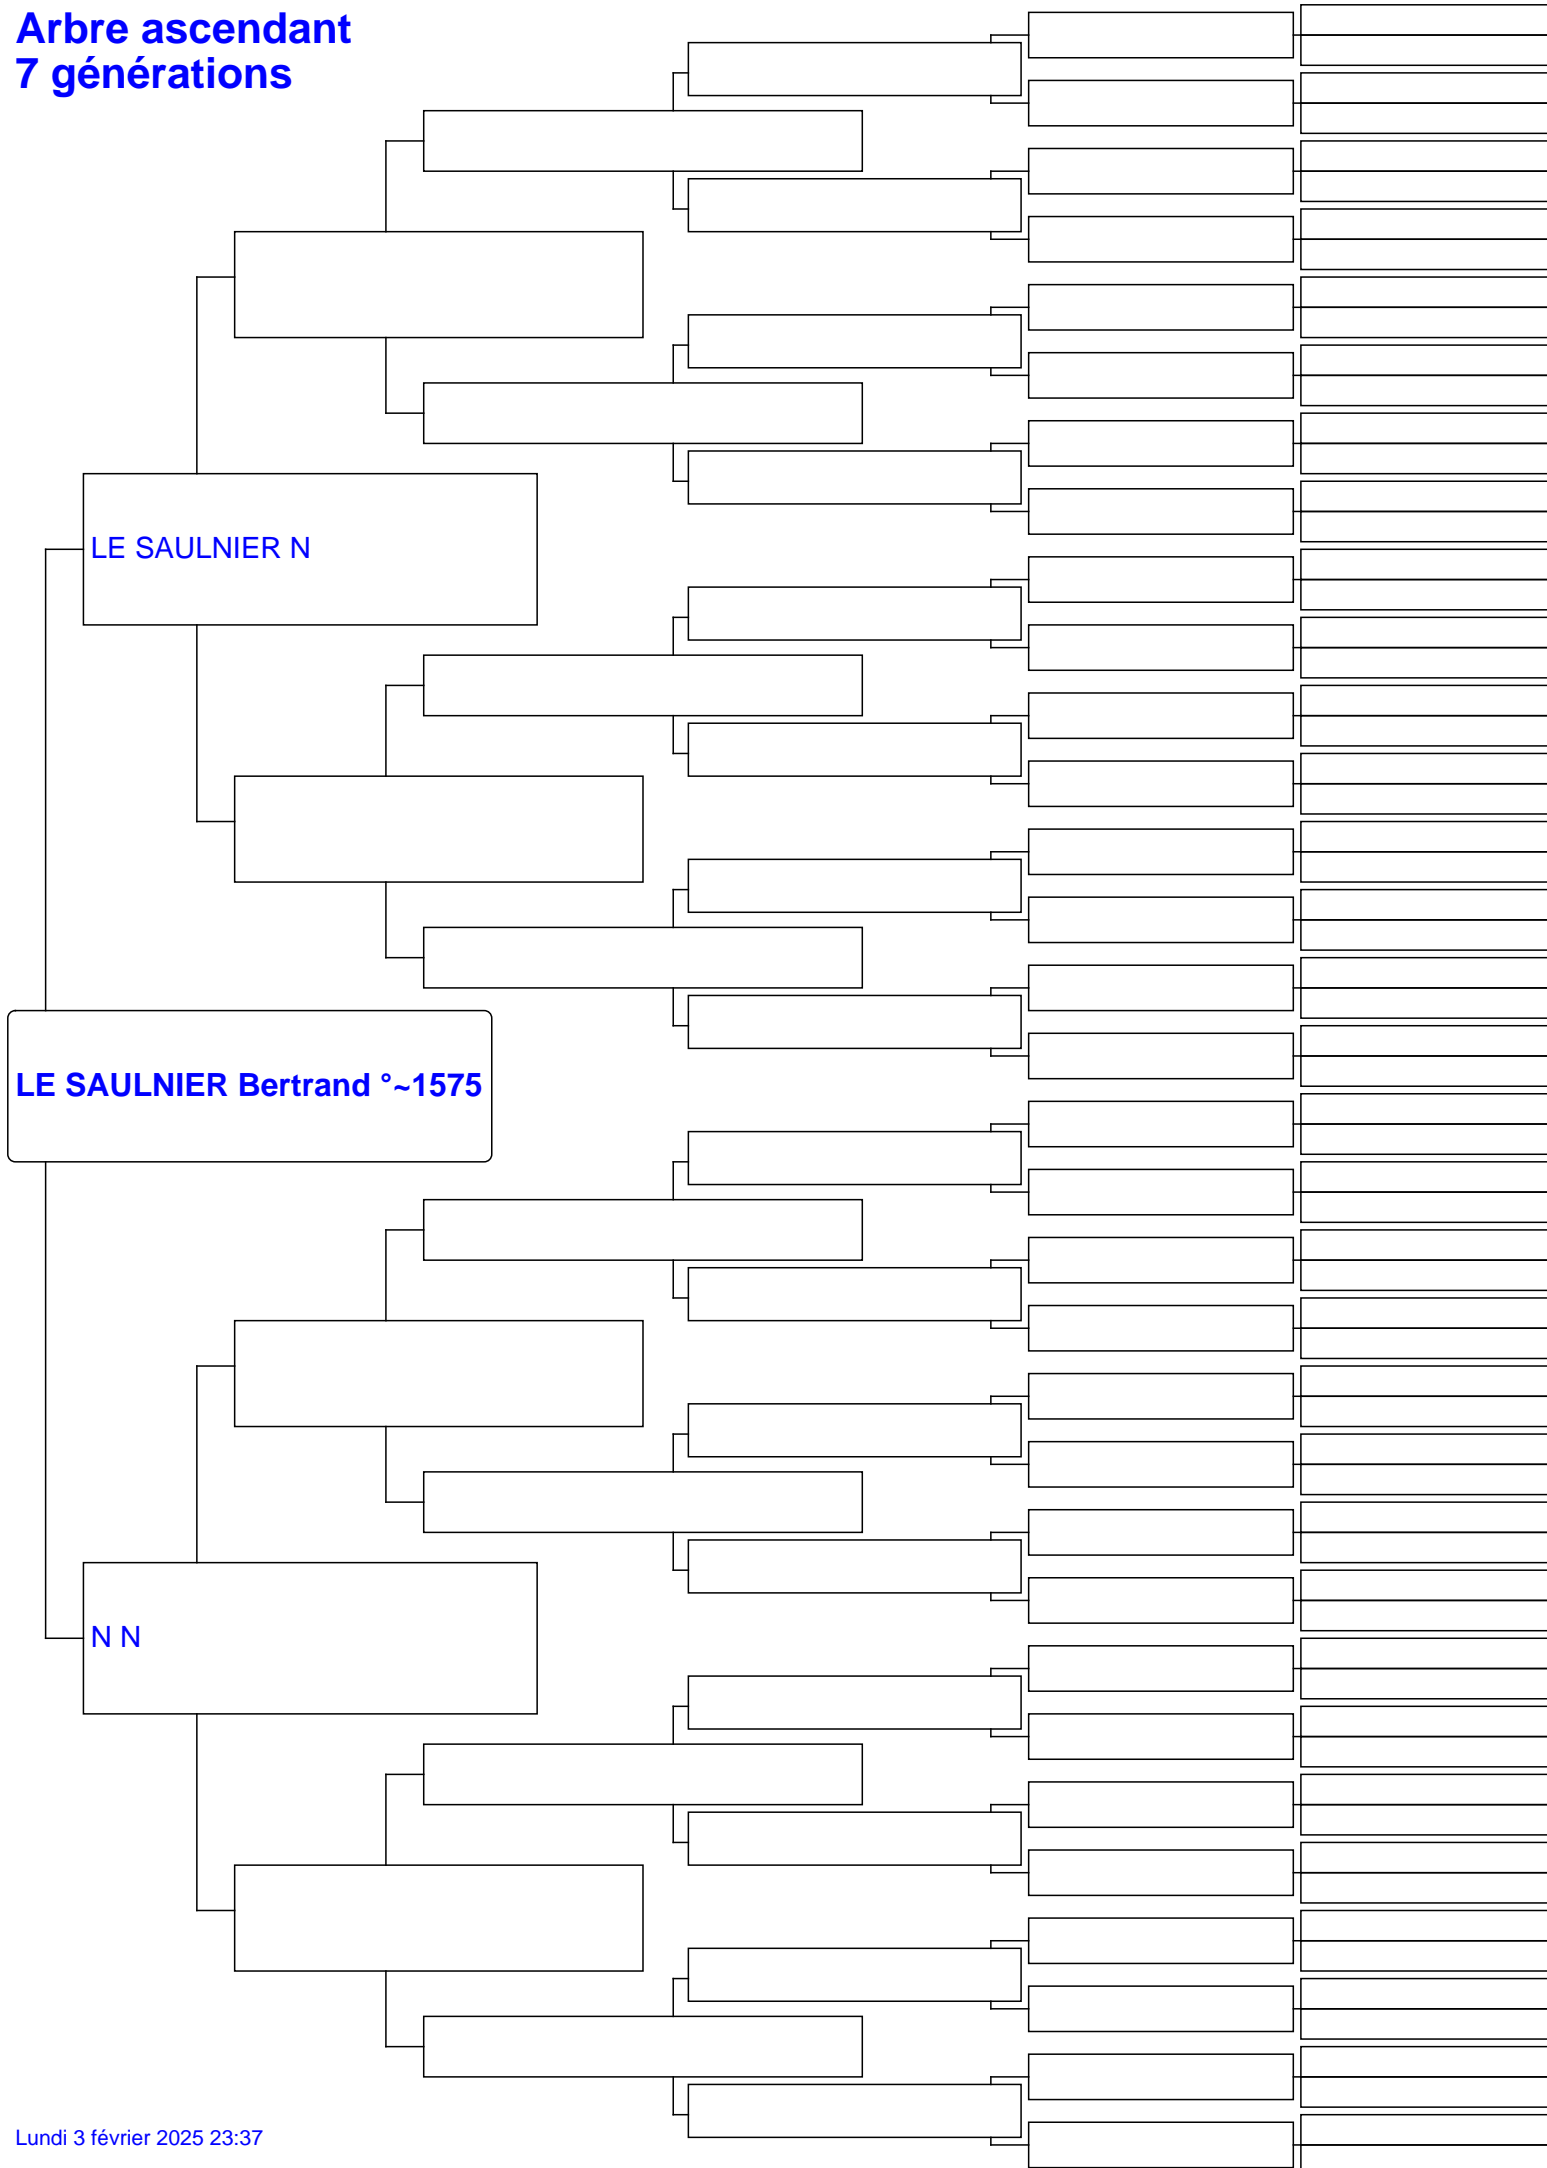 Arbre ascendant
7 générations
LE SAULNIER N
LE SAULNIER Bertrand °~1575
N N
Lundi 3 février 2025 23:37